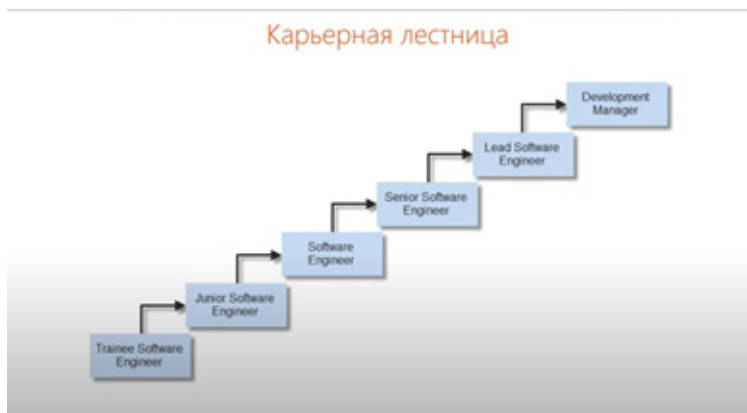 Карьерная лестница
Development
Manager
Lead Software
Engineer
Senior Software
Engineer
Software
Engineer
Junior Software
Engineer
Trainee Software
Engineer